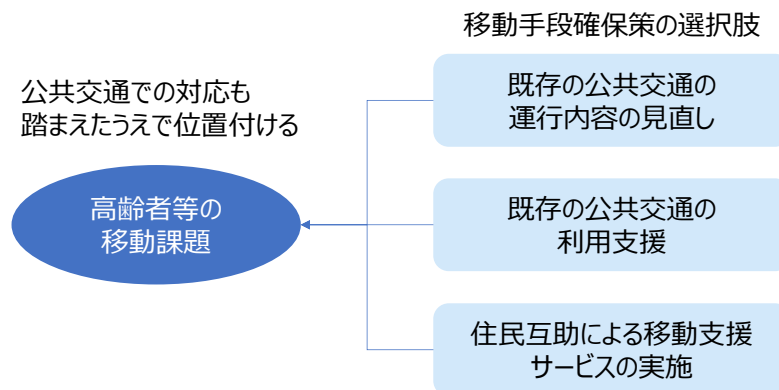 移動手段確保策の選択肢
公共交通での対応も
踏まえたうえで位置付ける
高齢者等の
移動課題
既存の公共交通の
運行内容の見直し
既存の公共交通の
利用支援
住民互助による移動支援
サービスの実施